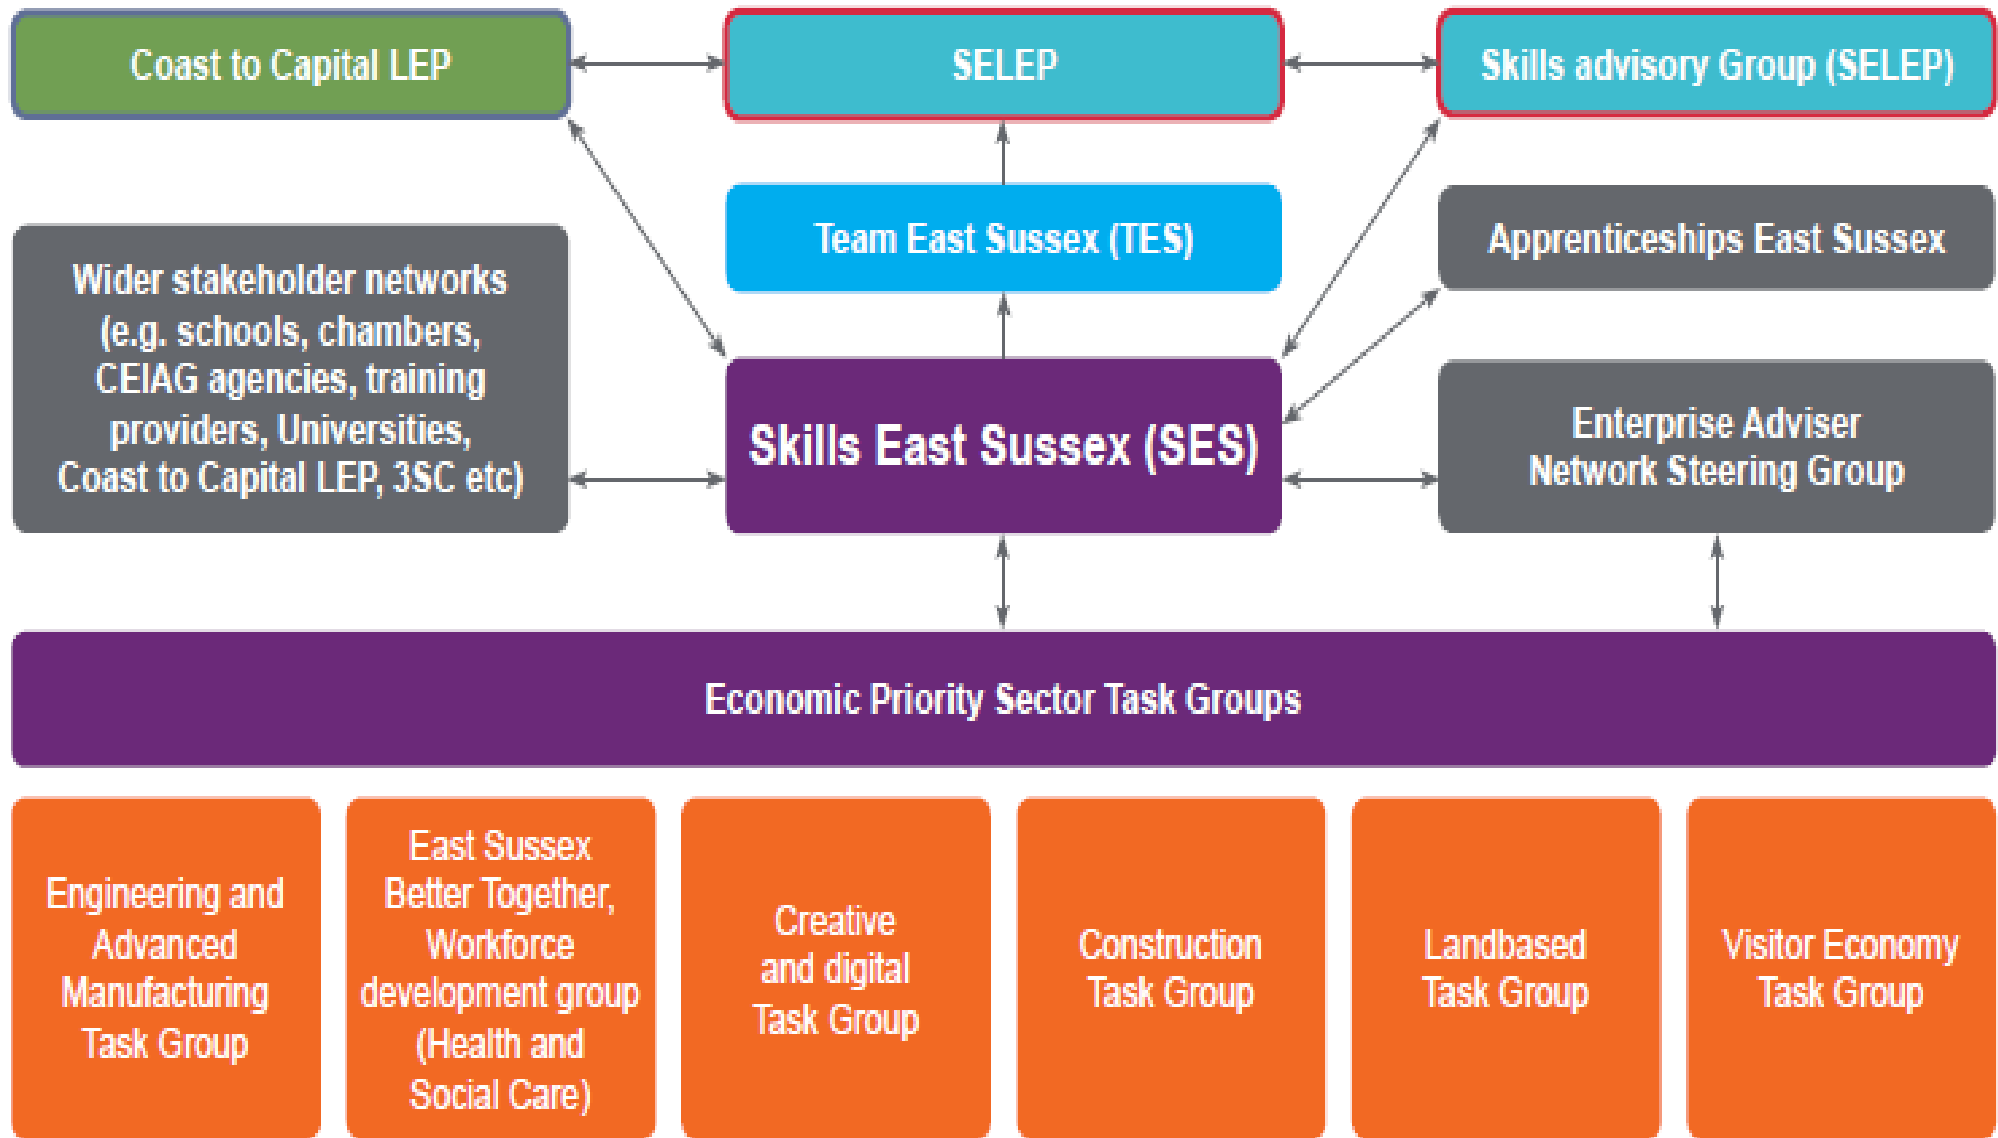 Coast to Capital LEP
SELEP
Skills advisory Group (SELEP)
Team East Sussex (TES)
Apprenticeships East Sussex
Wider stakeholder networks
(e.g. schools, chambers,
CEIAG agencies, training
providers, Universities,
Coast to Capital LEP, 3SC etc)
Skills East Sussex (SES)
Enterprise Adviser
Network Steering Group
Economic Priority Sector Task Groups
Engineering and
Advanced
Manufacturing
Task Group
East Sussex
Better Together,
Workforce
development group
(Health and
Social Care)
Creative
and digital
Task Group
Construction
Task Group
Landbased
Task Group
Visitor Economy
Task Group